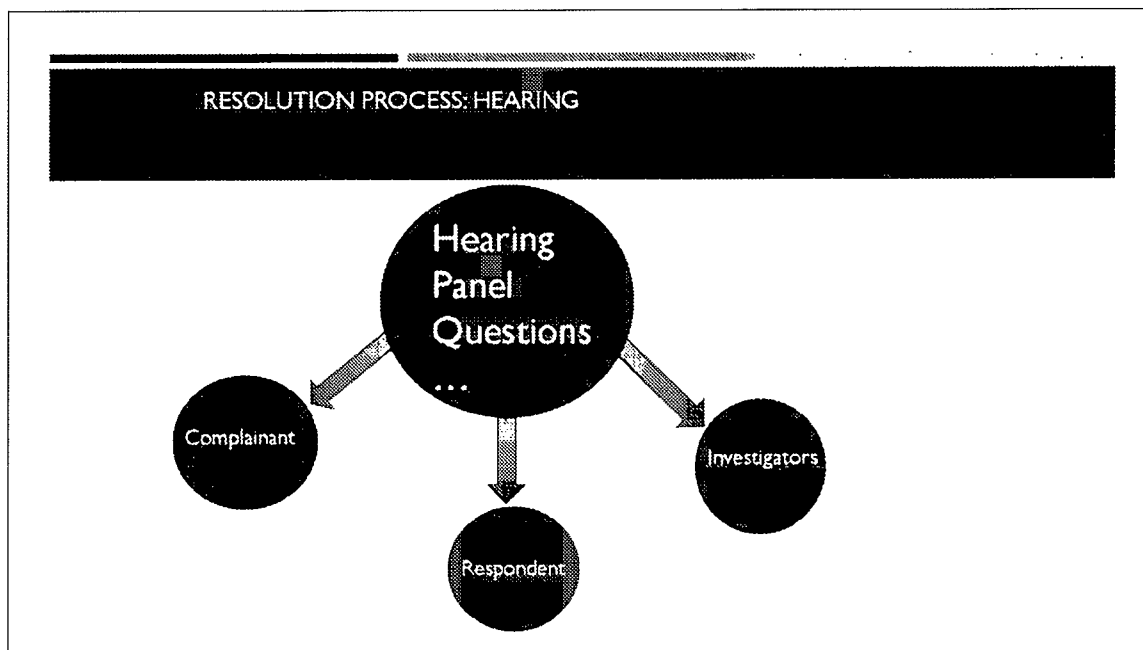 RESOLUTION PROCESS: HEARING
Hearing
Panel
Questions
...
Complainant
Respondent
Investigators